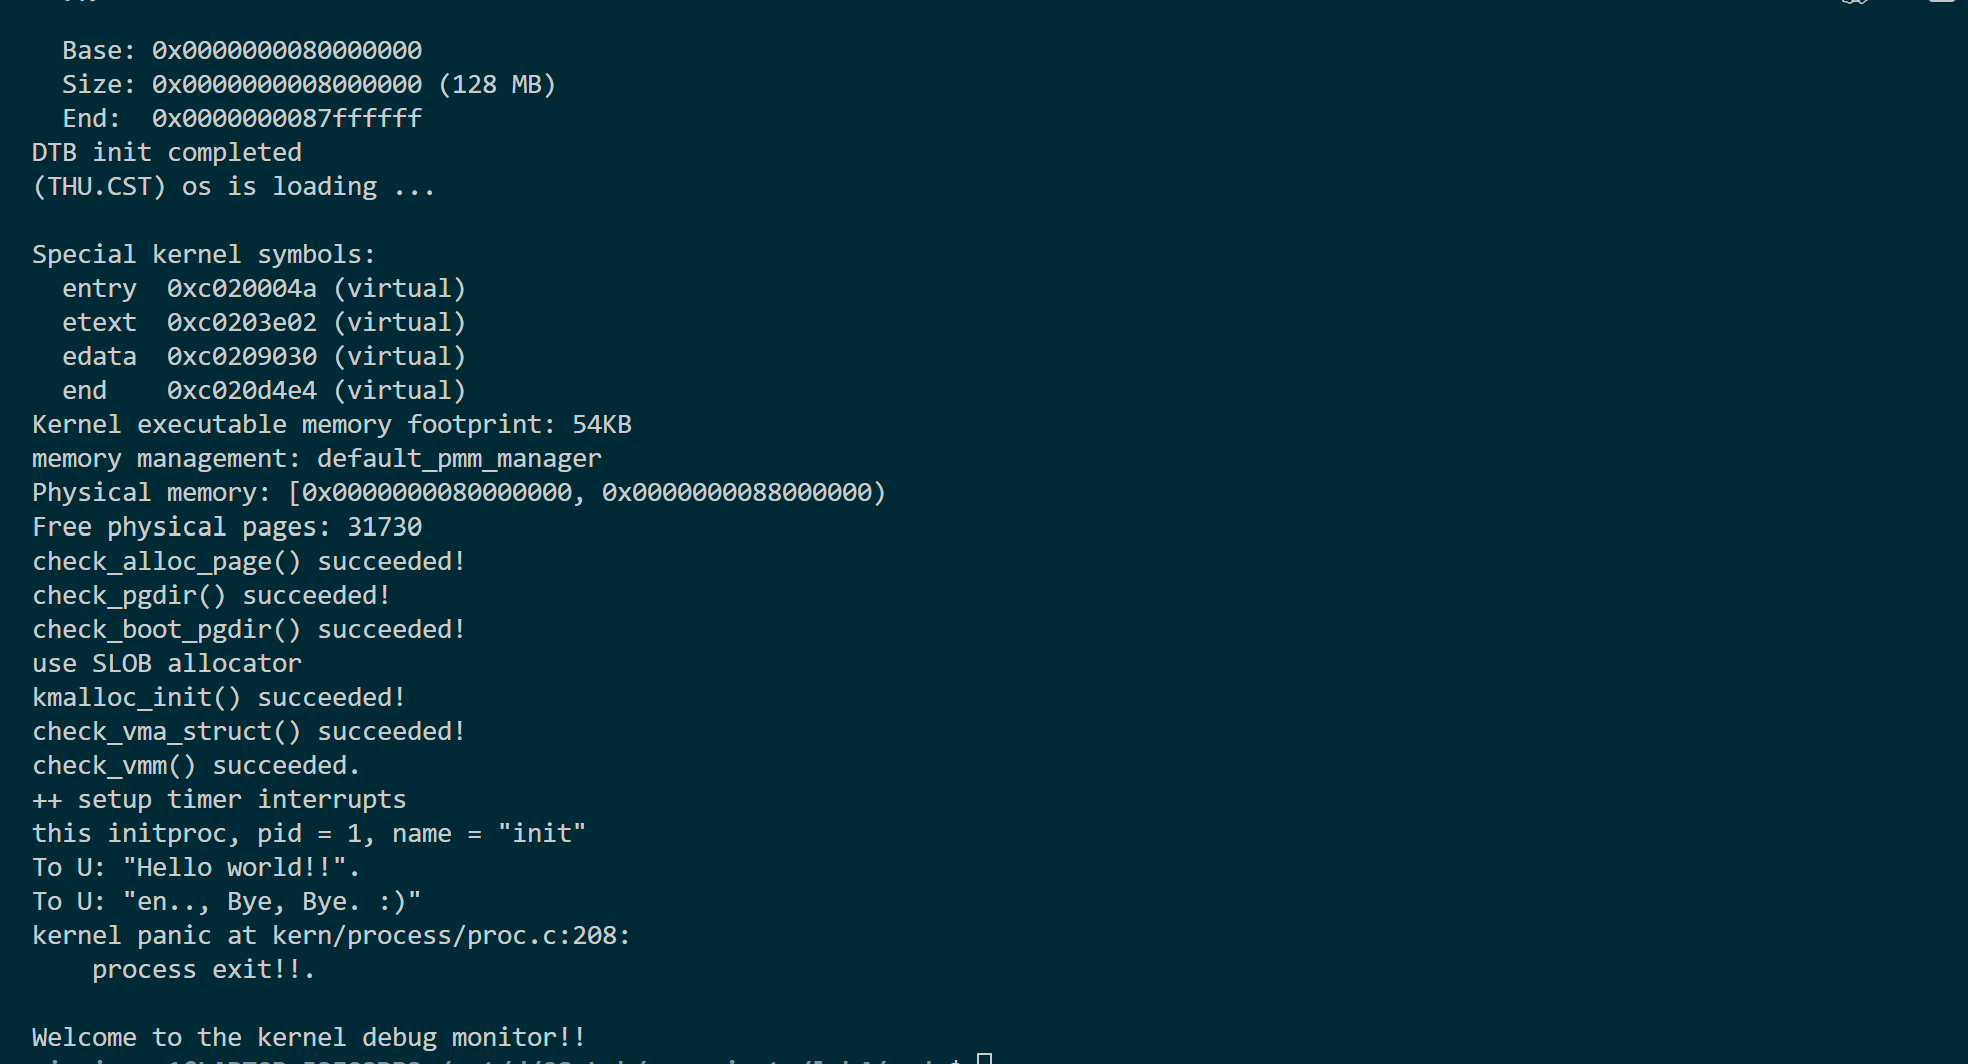 Base: 0x0000000080000000
Size: 0x0000000008000000 (128 MB)
End: 0x0000000087ffffff
DTB init completed
(THU.CST) os is loading ...
Special kernel symbols:
entry 0xc020004a (virtual)
etext 0xc0203e02 (virtual)
edata 0xc0209030 (virtual)
end 0xc020d4e4 (virtual)
Kernel executable memory footprint: 54KB
memory management: default_pmm_manager
Physical memory: [0x0000000080000000, 0x0000000088000000)
Free physical pages: 31730
check_alloc_page() succeeded!
check_pgdir() succeeded!
check_boot_pgdir() succeeded!
use SLOB allocator
kmalloc_init() succeeded!
check_vma_struct() succeeded!
check_vmm() succeeded.
++ setup timer interrupts
this initproc, pid = 1, name = "init"
To U: "Hello world!!".
To U: "en.., Bye, Bye. :)"
kernel panic at kern/process/proc.c:208:
process exit!!.
Welcome to the kernel debug monitor!!